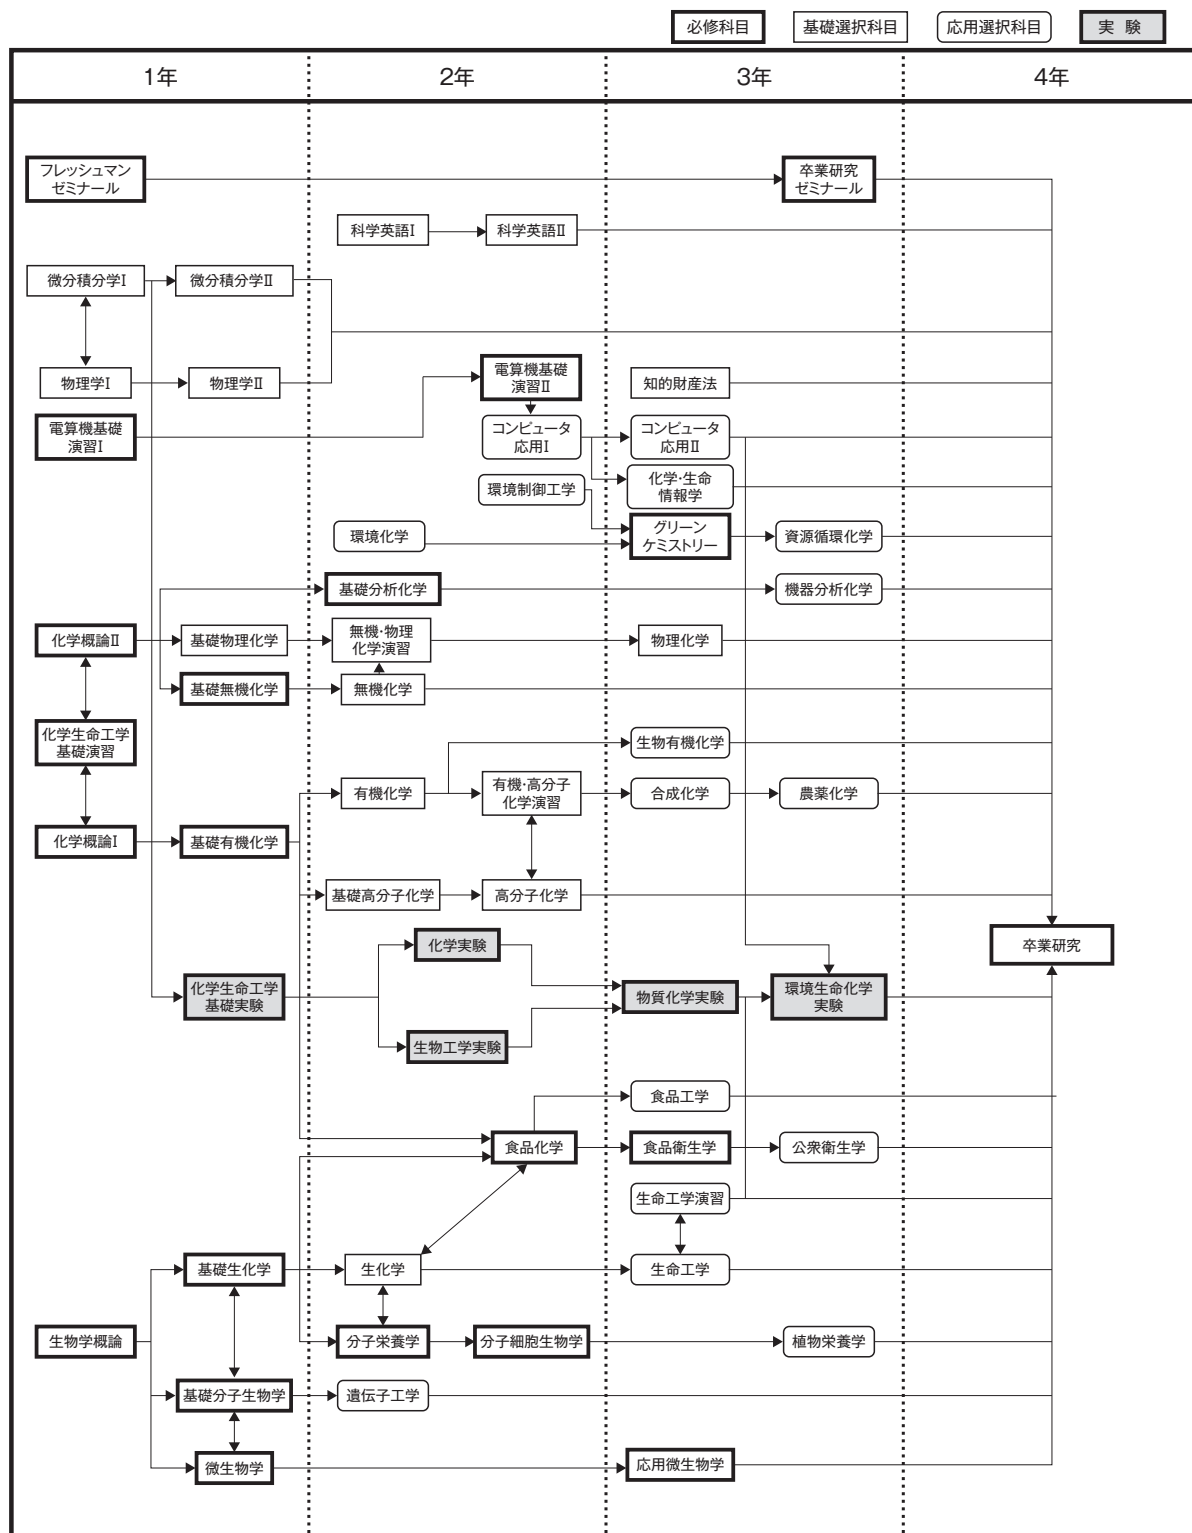 必修科目
基礎選択科目
応用選択科目
実 験
1年
2年
3年
4年
フレッシュマン
ゼミナール
卒業研究
ゼミナール
科学英語Ⅰ
科学英語Ⅱ
微分積分学Ⅰ
微分積分学Ⅱ
物理学Ⅰ
物理学Ⅱ
電算機基礎
演習Ⅱ
知的財産法
電算機基礎
演習Ⅰ
コンピュータ
応用Ⅰ
コンピュータ
応用Ⅱ
環境制御工学
化学・生命
情報学
環境化学
グリーン
ケミストリー
資源循環化学
基礎分析化学
機器分析化学
化学概論Ⅱ
基礎物理化学
無機・物理
化学演習
物理化学
基礎無機化学
無機化学
化学生命工学
基礎演習
生物有機化学
有機化学
有機・高分子
化学演習
合成化学
農薬化学
化学概論Ⅰ
基礎有機化学
基礎高分子化学
高分子化学
化学実験
卒業研究
化学生命工学
基礎実験
物質化学実験
環境生命化学
実験
生物工学実験
食品工学
食品化学
食品衛生学
公衆衛生学
生命工学演習
基礎生化学
生化学
生命工学
生物学概論
分子栄養学
分子細胞生物学
植物栄養学
基礎分子生物学
遺伝子工学
微生物学
応用微生物学